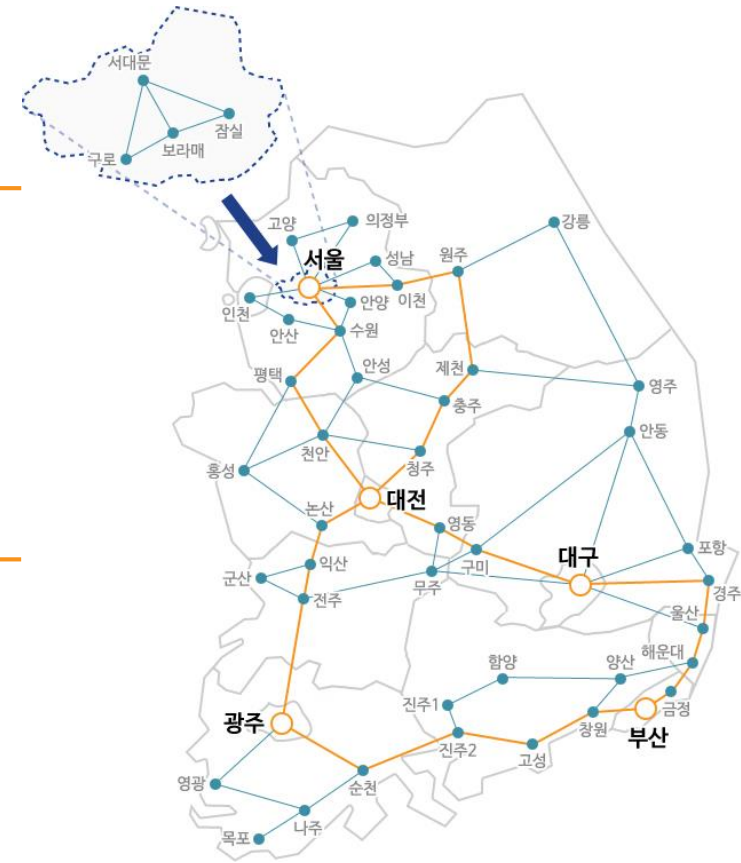 서대문
잠실
보라매
구로
고양
의정부
강릉
서울
성남
원주
인천
안양
이천
안산
수원
평택
안성
제천
충주
영주
안동
천안
청주
홍성
대전
논산
영동
포항
익산
구미
대구
군산
무주
경주
전주
울산
해운대
함양
양산
진주1
금정
광주
창원
부산
진주2
고성
영광
순천
나주
목포